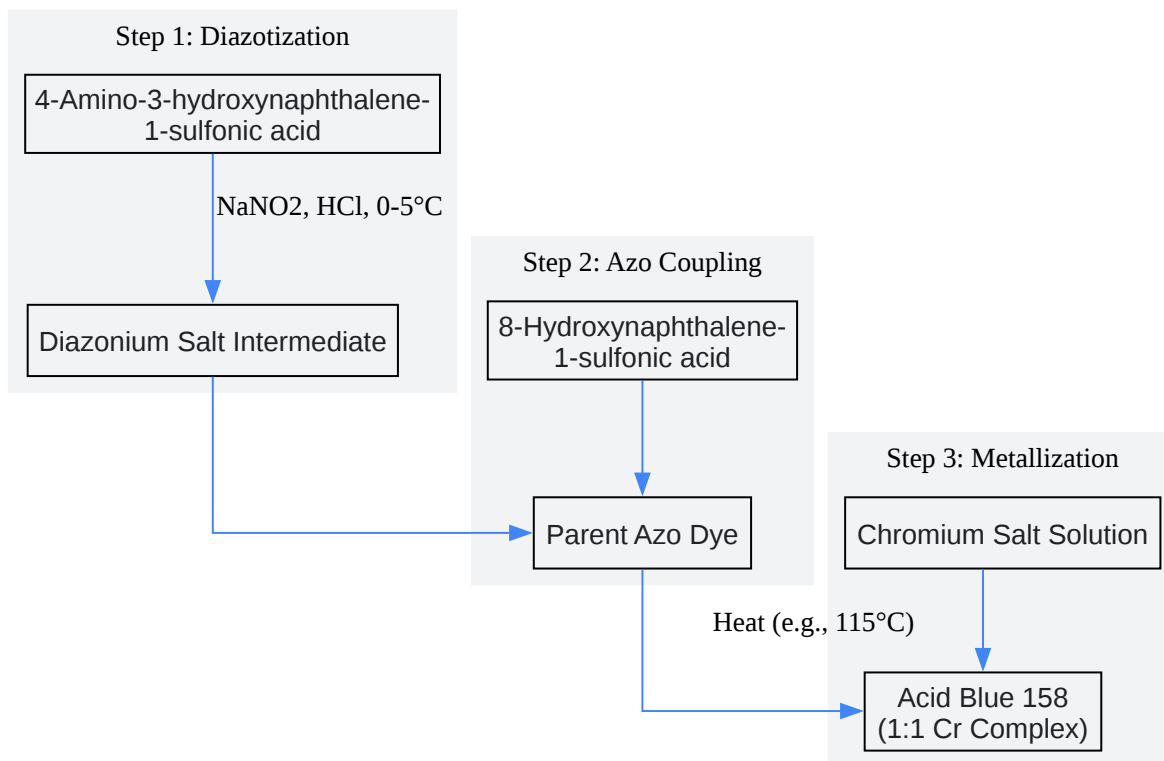 Step 1: Diazotization
4-Amino-3-hydroxynaphthalene-
1-sulfonic acid
NaNO2, HCl, 0-5°C
Diazonium Salt Intermediate
Step 2: Azo Coupling
8-Hydroxynaphthalene-
1-sulfonic acid
Parent Azo Dye
Step 3: Metallization
Chromium Salt Solution
Heat (e.g., 115°C)
Acid Blue 158
(1:1 Cr Complex)